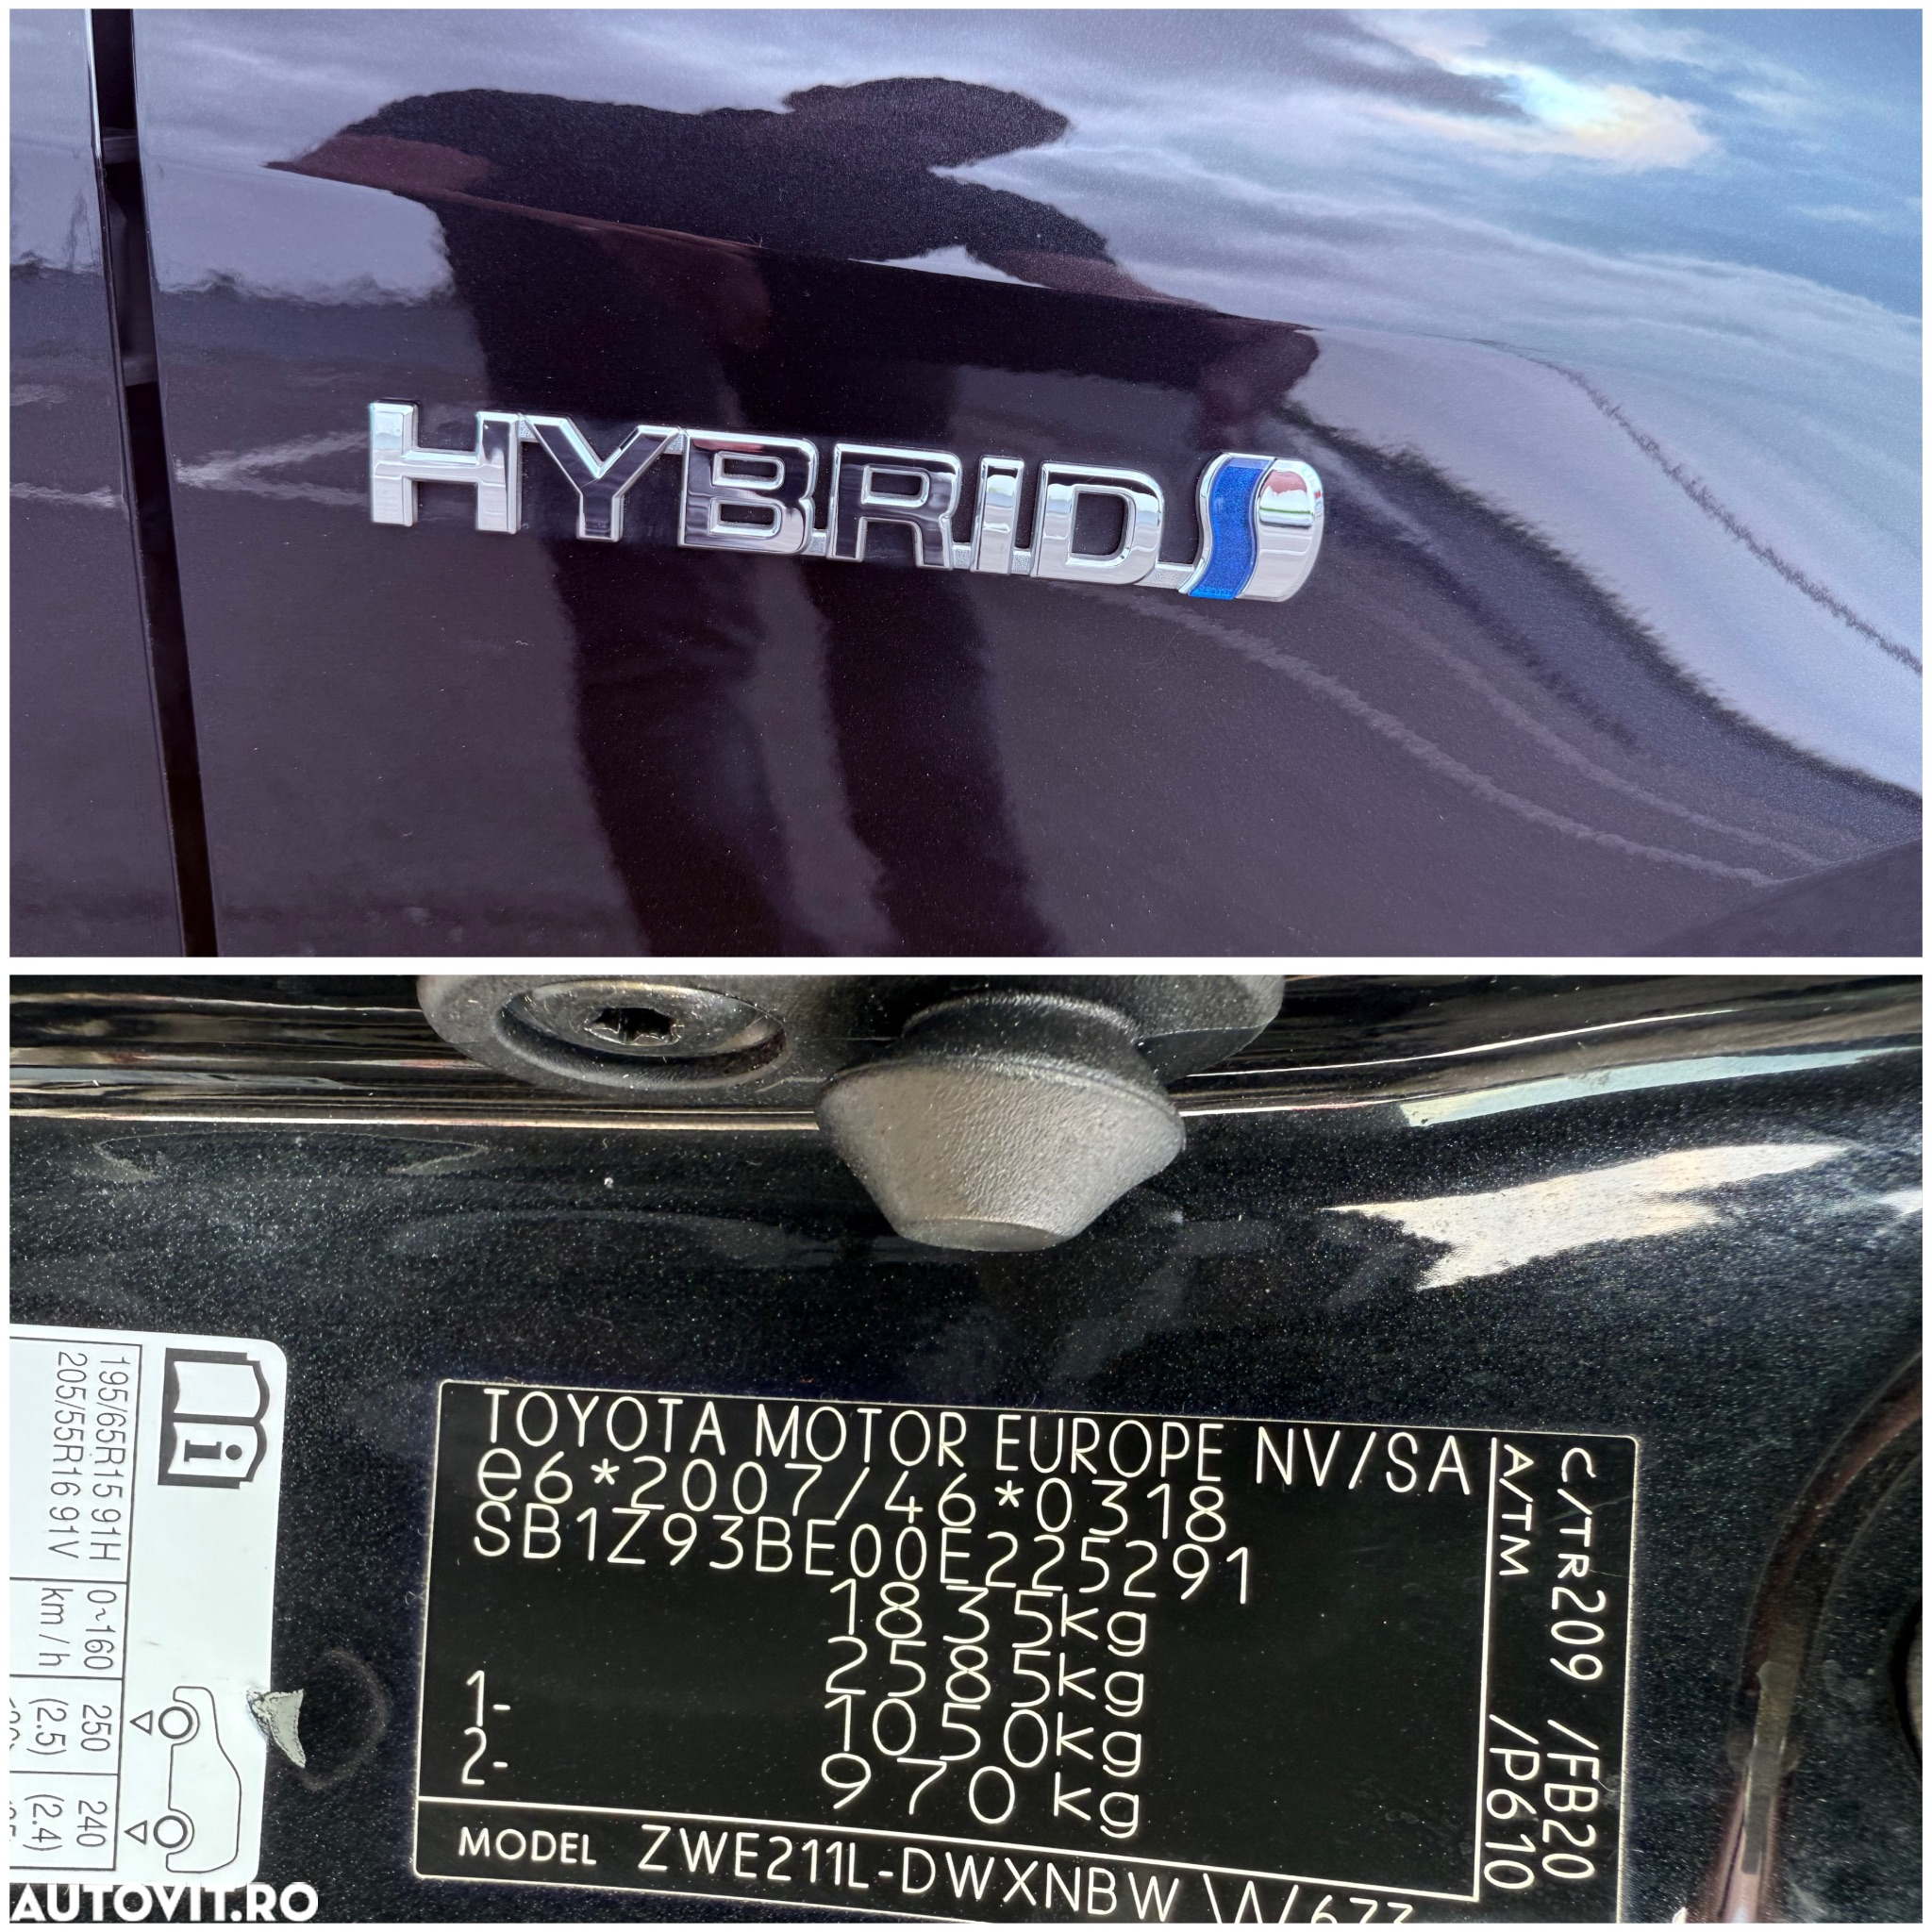 HYBRID
195/65R15 91H 0~160 250 240
205/55R16 91V km/h (2.5) (2.4)
TOYOTA MOTOR EUROPE NV/SA
e6*2007/46*0318
SB1Z93BE00E225291
1835kg
2585kg
1- 1050kg
2- 970kg
C/TR209 /FB20
A/TM /P610
MODEL ZWE211L-DWXNBW
AUTOVIT.RO